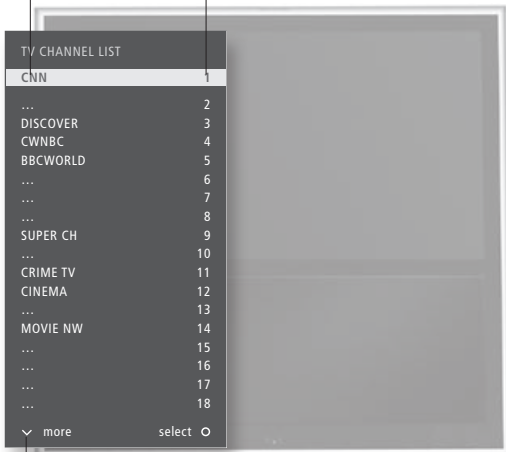 TV CHANNEL LIST
CNN 1
... 2
DISCOVER 3
CWNBC 4
BBCWORLD 5
... 6
... 7
... 8
SUPER CH 9
... 10
CRIME TV 11
CINEMA 12
... 13
MOVIE NW 14
... 15
... 16
... 17
... 18
more select